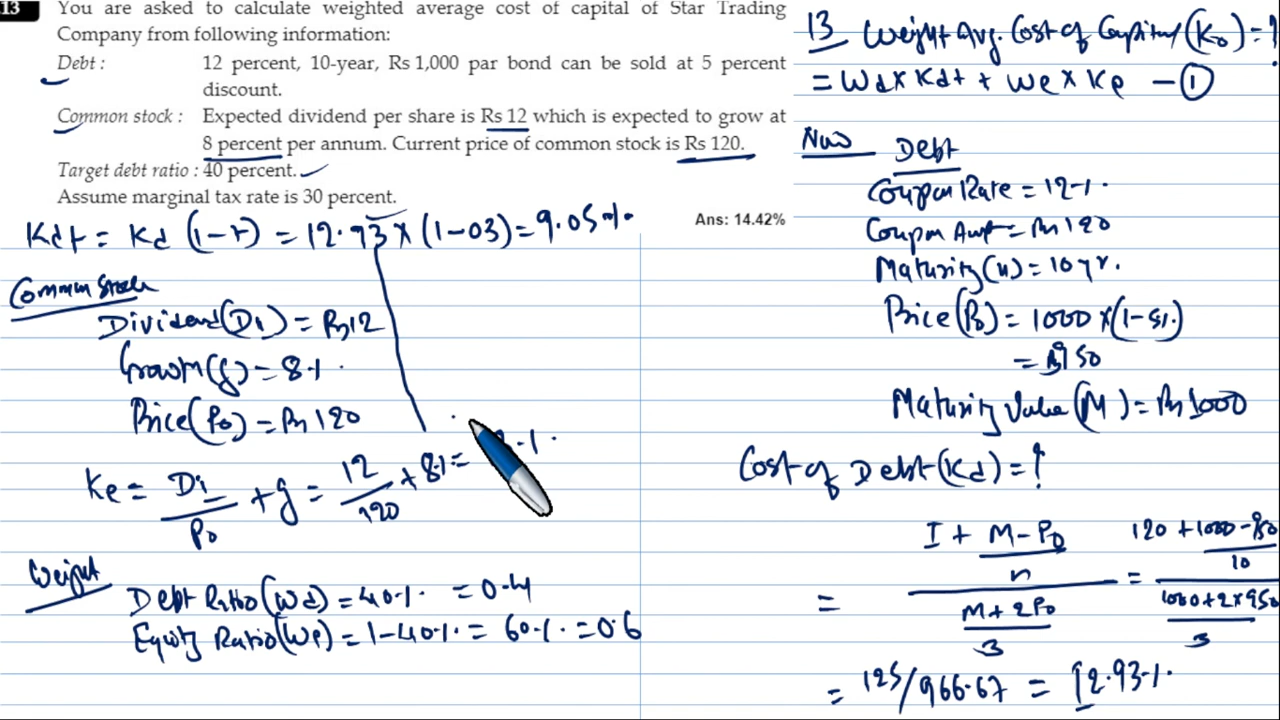 13 You are asked to calculate weighted average cost of capital of Star Trading
Company from following information:
Debt : 12 percent, 10-year, Rs 1,000 par bond can be sold at 5 percent
discount.
Common stock : Expected dividend per share is Rs 12 which is expected to grow at
8 percent per annum. Current price of common stock is Rs 120.
Target debt ratio : 40 percent.
Assume marginal tax rate is 30 percent.
Ans: 14.42%
13 Weight Avg. Cost of Capital (Ko) = ?
= Wd x Kdt + We x Ke — ①
Now Debt
Coupon Rate = 12%.
Coupon Amt = Rs 120
Maturity (n) = 10 yr.
Price (P0) = 1000 x (1-5%)
= Rs 950
Maturity Value (M) = Rs 1000
Cost of Debt (Kd) = ?
= I + M - P0 / n / M + 2P0 / 3 = 120 + 1000 - 950 / 10 / 1000 + 2 x 950 / 3
= 125/966.67 = 12.93%.
Kdt = Kd (1-t) = 12.93 x (1-03) = 9.05%
Common Stock
Dividend (D1) = Rs 12
Growth (g) = 8%.
Price (P0) = Rs 120
Ke = D1 / P0 + g = 12 / 120 + 8% =
Weight
Debt Ratio (Wd) = 40%. = 0.4
Equity Ratio (We) = 1-40%. = 60%. = 0.6